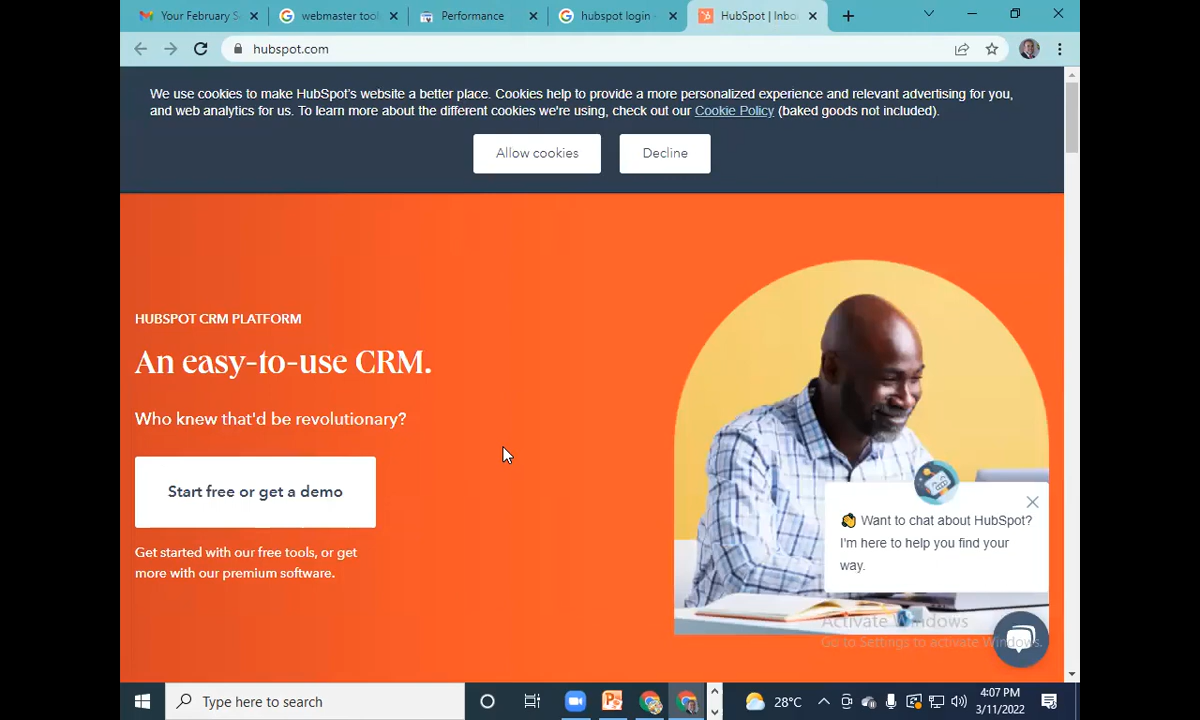 Your February S
webmaster tool
Performance
hubspot login -
HubSpot | Inbo
hubspot.com
We use cookies to make HubSpot's website a better place. Cookies help to provide a more personalized experience and relevant advertising for you,
and web analytics for us. To learn more about the different cookies we're using, check out our Cookie Policy (baked goods not included).
Allow cookies
Decline
HUBSPOT CRM PLATFORM
An easy-to-use CRM.
Who knew that'd be revolutionary?
Start free or get a demo
Get started with our free tools, or get
more with our premium software.
Want to chat about HubSpot?
I'm here to help you find your
way.
Activate Windows
Go to Settings to activate Windows.
Type here to search
28°C
4:07 PM
3/11/2022